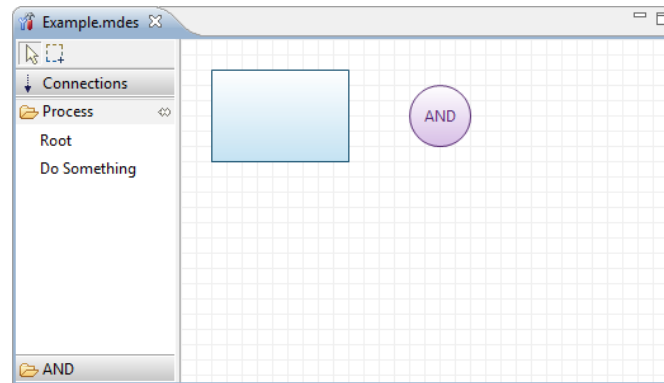 Example.mdes
Connections
Process
Root
Do Something
AND
AND